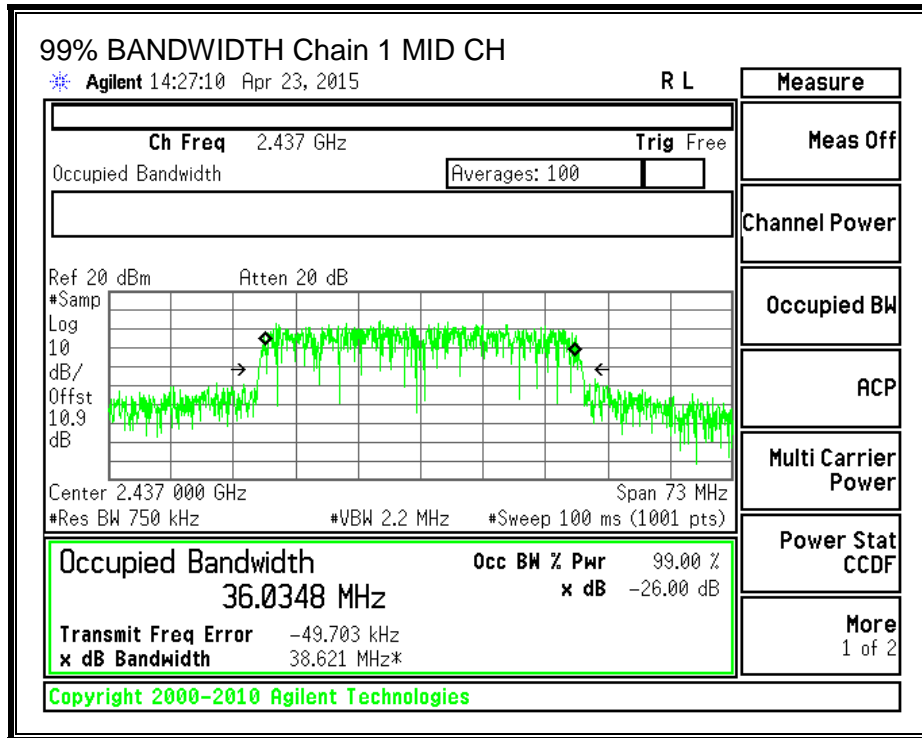 99% BANDWIDTH Chain 1 MID CH
Agilent 14:27:10 Apr 23, 2015 R L
Measure
Ch Freq 2.437 GHz Trig Free
Meas Off
Occupied Bandwidth Averages: 100
Channel Power
Ref 20 dBm Atten 20 dB
#Samp
Log
10
dB/
Offst
10.9
dB
Occupied BW
ACP
Multi Carrier
Power
Center 2.437 000 GHz Span 73 MHz
#Res BW 750 kHz #VBW 2.2 MHz #Sweep 100 ms (1001 pts)
Power Stat
CCDF
Occupied Bandwidth Occ BW % Pwr 99.00 %
36.0348 MHz x dB -26.00 dB
Transmit Freq Error -49.703 kHz
x dB Bandwidth 38.621 MHz*
More
1 of 2
Copyright 2000-2010 Agilent Technologies